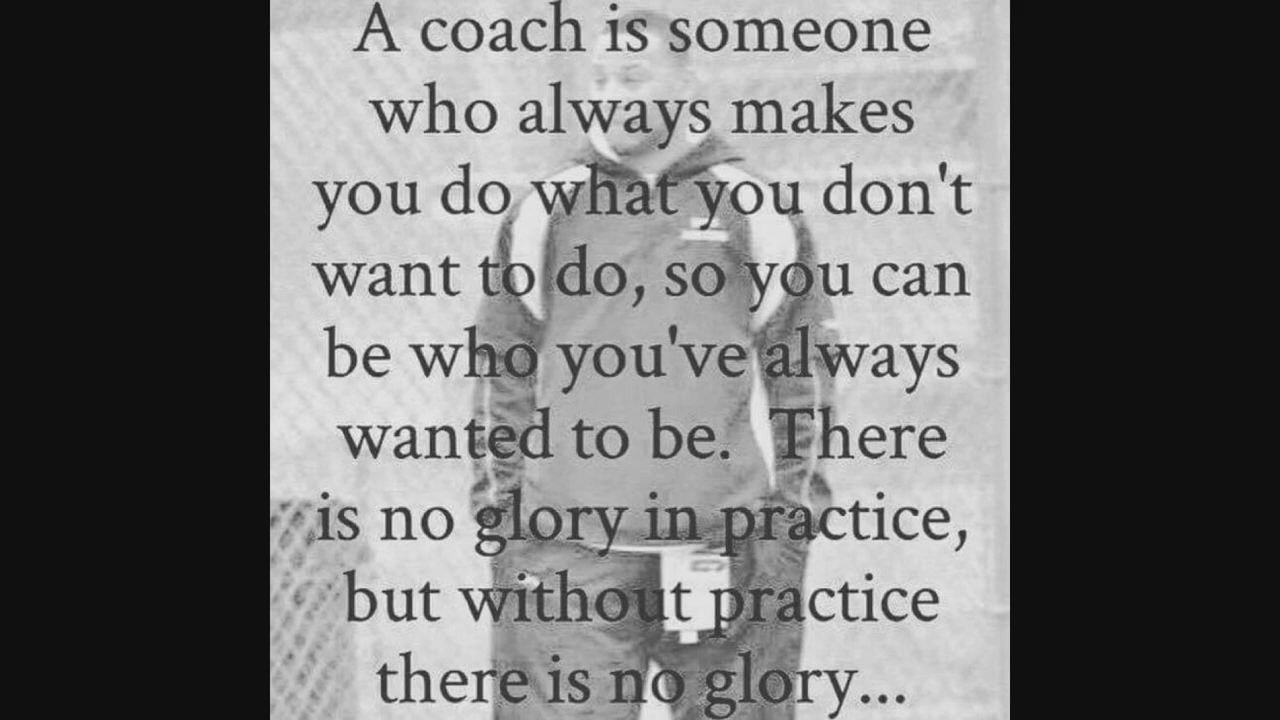 A coach is someone
who always makes
you do what you don't
want to do, so you can
be who you've always
wanted to be.  There
is no glory in practice,
but without practice
there is no glory...